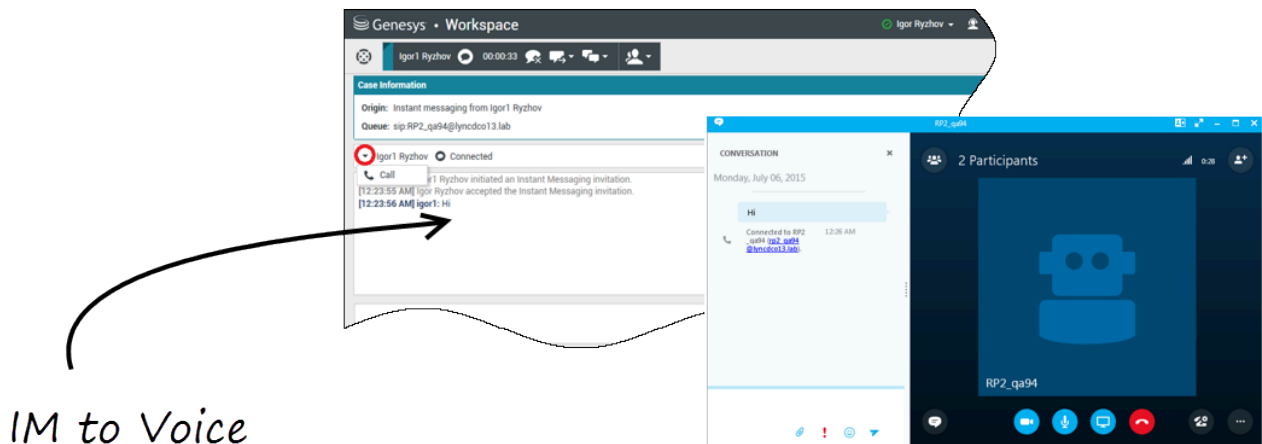 Genesys • Workspace
Igor Ryzhov
Igor1 Ryzhov 00:00:33
Case Information
Origin: Instant messaging from Igor1 Ryzhov
Queue: sip:RP2_qa94@lyncdco13.lab
Igor1 Ryzhov Connected
Call
r1 Ryzhov initiated an Instant Messaging invitation.
[12:23:55 AM] Igor Ryzhov accepted the Instant Messaging invitation.
[12:23:56 AM] igor1: Hi
RP2_qa94
CONVERSATION
Monday, July 06, 2015
Hi
Connected to RP2 12:26 AM
_qa94 (rp2_qa94
@lyncdco13.lab).
2 Participants
0:28
RP2_qa94
IM to Voice